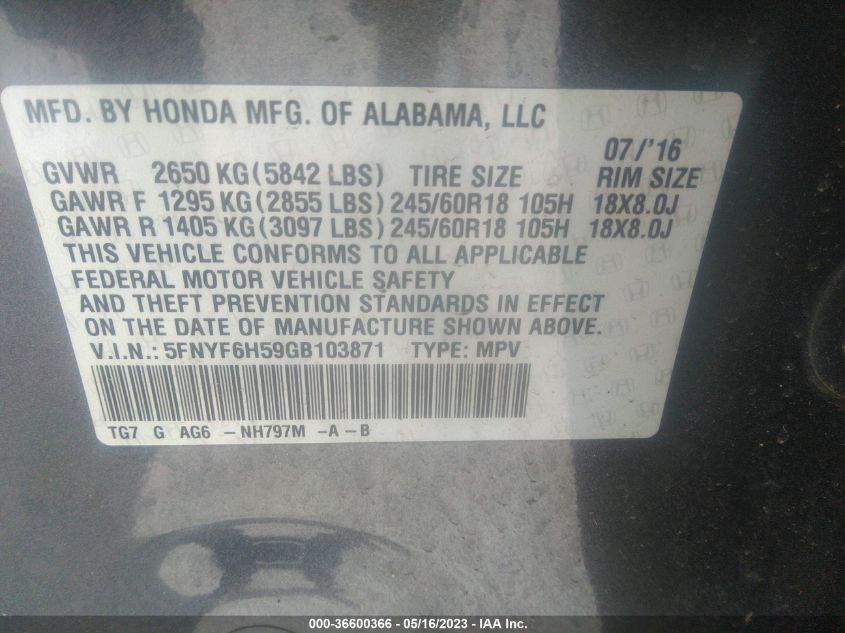 MFD. BY HONDA MFG. OF ALABAMA, LLC
07/'16
GVWR 2650 KG (5842 LBS) TIRE SIZE RIM SIZE
GAWR F 1295 KG (2855 LBS) 245/60R18 105H 18X8.0J
GAWR R 1405 KG (3097 LBS) 245/60R18 105H 18X8.0J
THIS VEHICLE CONFORMS TO ALL APPLICABLE
FEDERAL MOTOR VEHICLE SAFETY
AND THEFT PREVENTION STANDARDS IN EFFECT
ON THE DATE OF MANUFACTURE SHOWN ABOVE.
V.I.N.: 5FNYF6H59GB103871 TYPE: MPV
TG7 G AG6 -NH797M -A-B
000-36600366 - 05/16/2023 - IAA Inc.